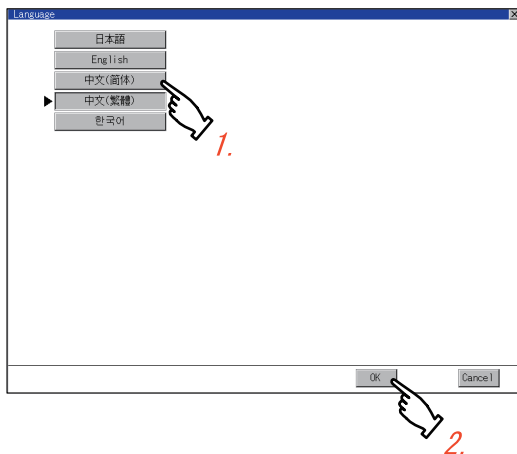 Language
日本語
English
中文(简体)
中文(繁體)
한국어
1.
OK
Cancel
2.